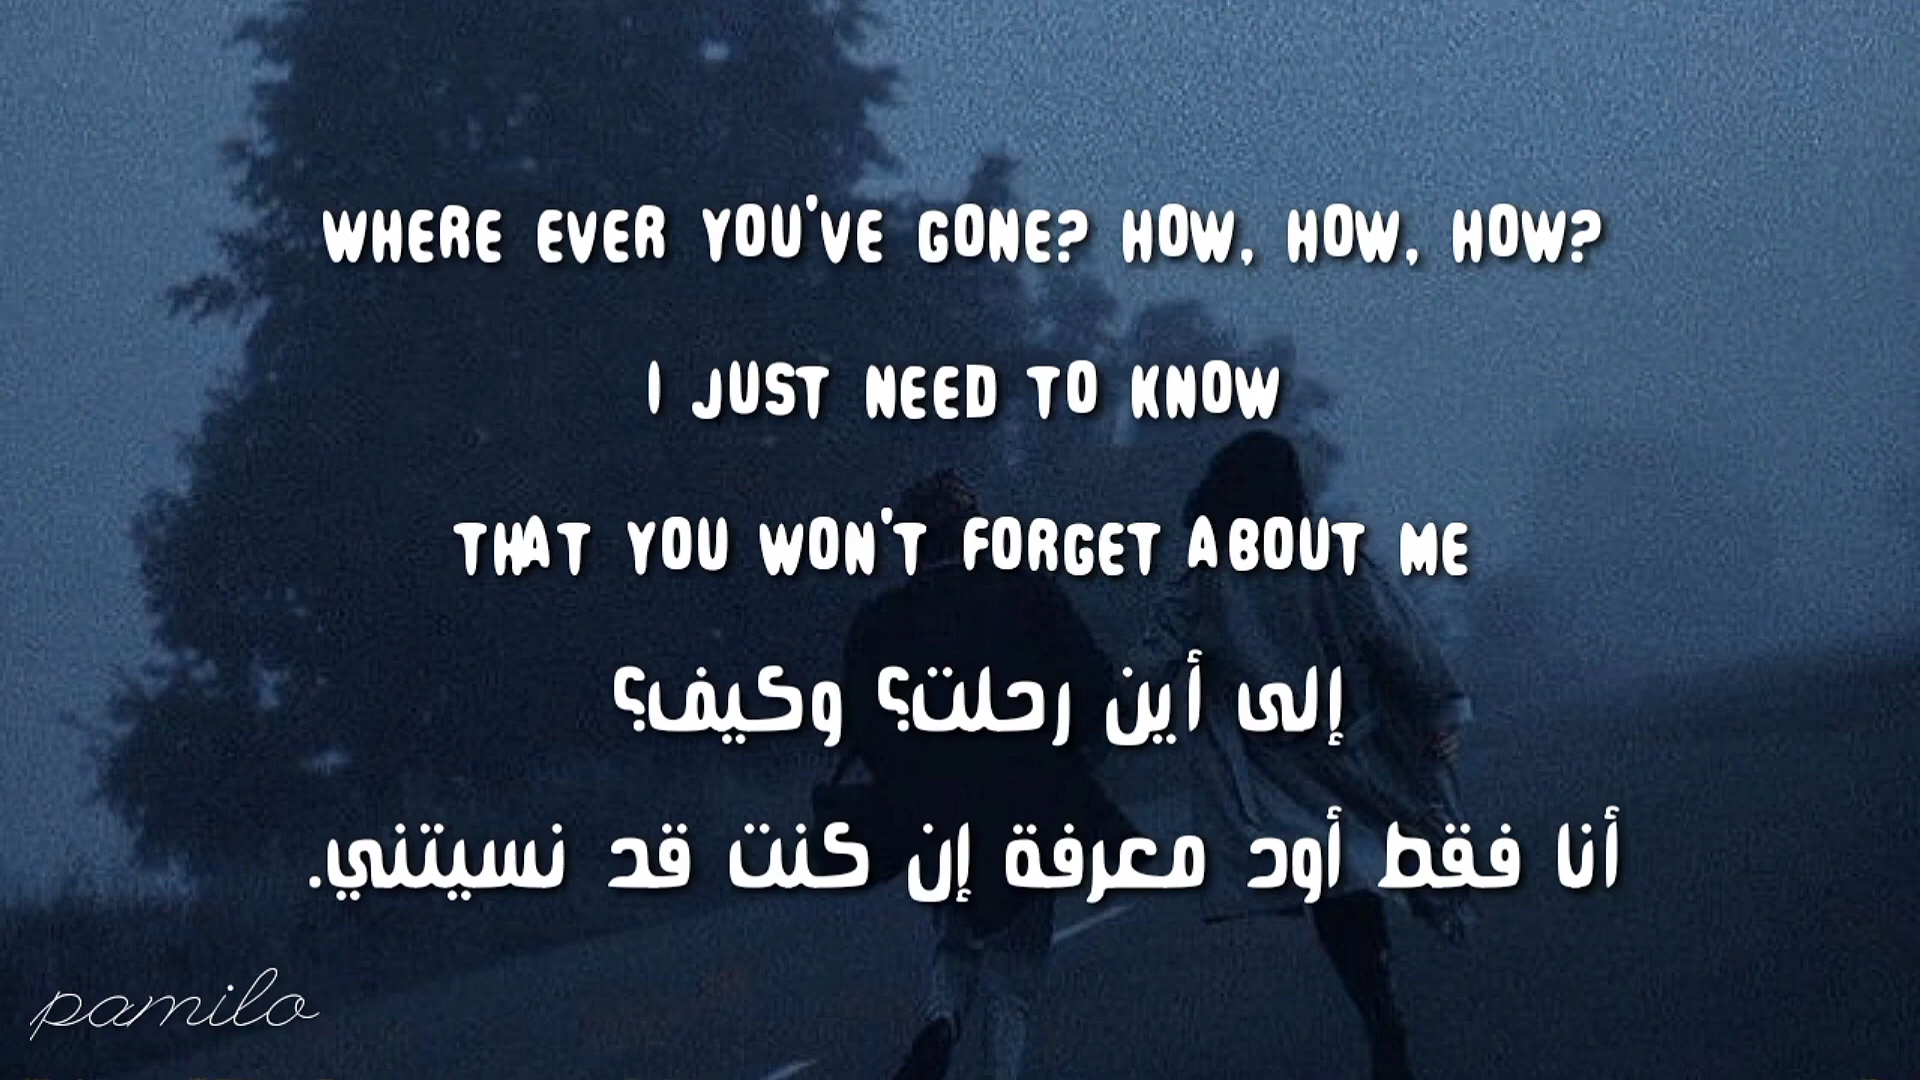 WHERE EVER YOU'VE GONE? HOW, HOW, HOW?
I JUST NEED TO KNOW
THAT YOU WON'T FORGET ABOUT ME
إلى أين رحلت؟ وكيف؟
أنا فقط أود معرفة إن كنت قد نسيتني.
pamilo